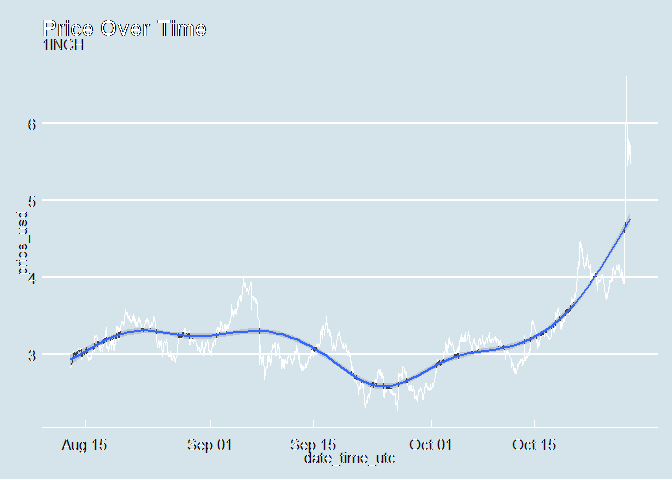 Price Over Time
1INCH
6
5
4
3
price_usd
Aug 15 Sep 01 Sep 15 Oct 01 Oct 15
date_time_utc